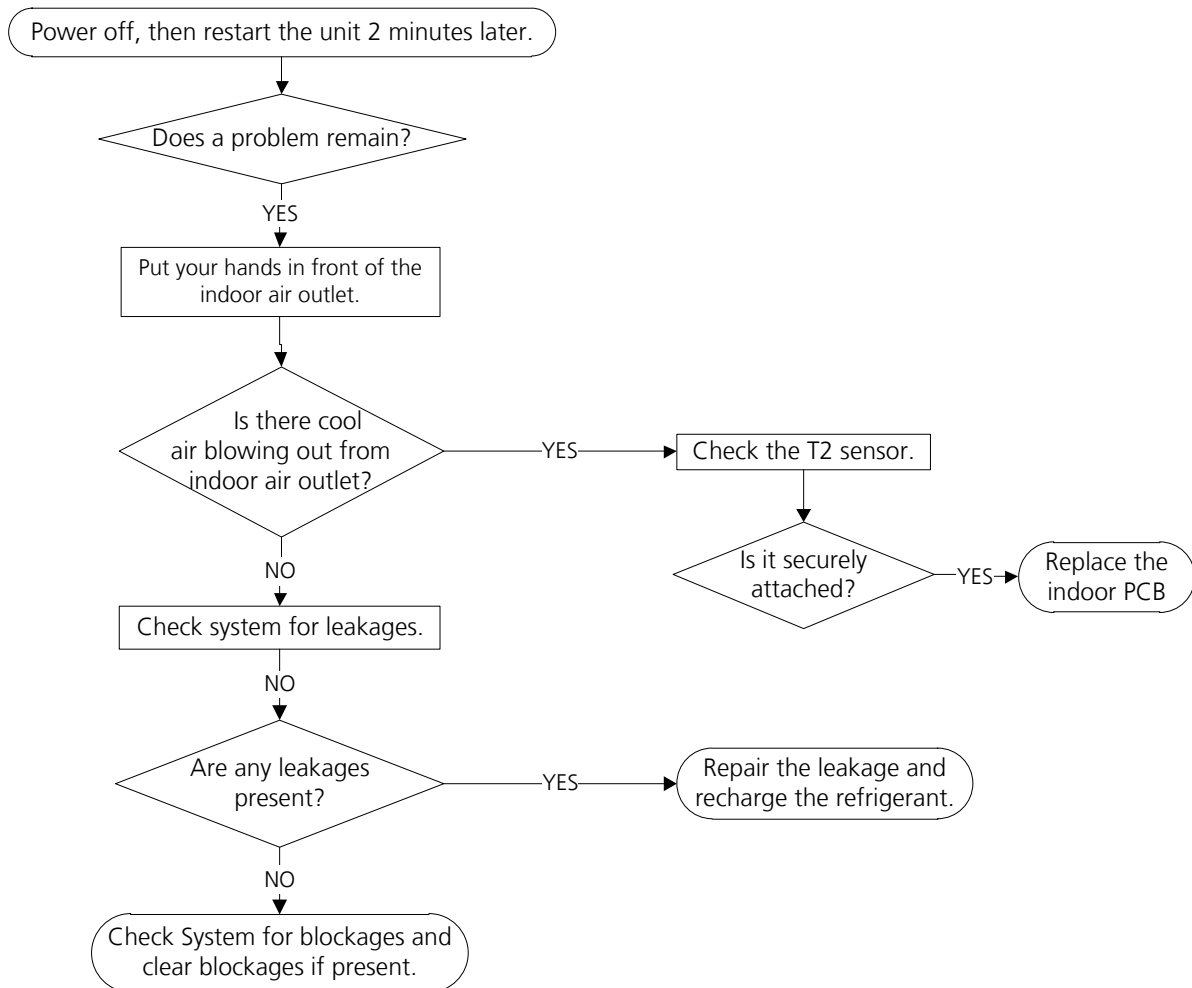 Power off, then restart the unit 2 minutes later.
Does a problem remain?
YES
Put your hands in front of the
indoor air outlet.
Is there cool
air blowing out from
indoor air outlet?
YES
Check the T2 sensor.
Is it securely
attached?
YES
Replace the
indoor PCB
NO
Check system for leakages.
NO
Are any leakages
present?
YES
Repair the leakage and
recharge the refrigerant.
NO
Check System for blockages and
clear blockages if present.